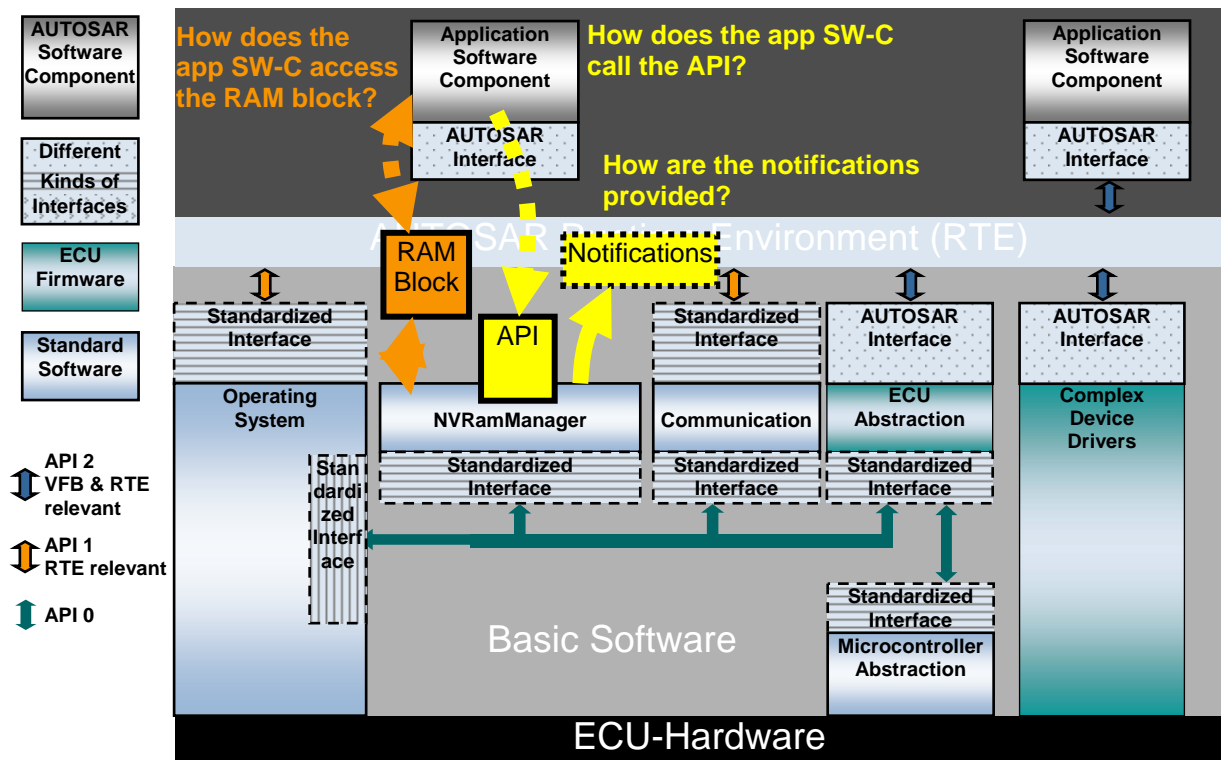 AUTOSAR
Software
Component
Different
Kinds of
Interfaces
ECU
Firmware
Standard
Software
API 2
VFB & RTE
relevant
API 1
RTE relevant
API 0
How does the
app SW-C access
the RAM block?
Application
Software
Component
AUTOSAR
Interface
How does the app SW-C
call the API?
How are the notifications
provided?
Application
Software
Component
AUTOSAR
Interface
AUTOSAR Environment (RTE)
RAM
Block
Notifications
API
Standardized
Interface
Operating
System
Standardized
Interface
AUTOSAR
Interface
AUTOSAR
Interface
NVRamManager
Communication
ECU
Abstraction
Complex
Device
Drivers
Stan
dardi
zed
Interf
ace
Standardized
Interface
Standardized
Interface
Standardized
Interface
Standardized
Interface
Microcontroller
Abstraction
Basic Software
ECU-Hardware